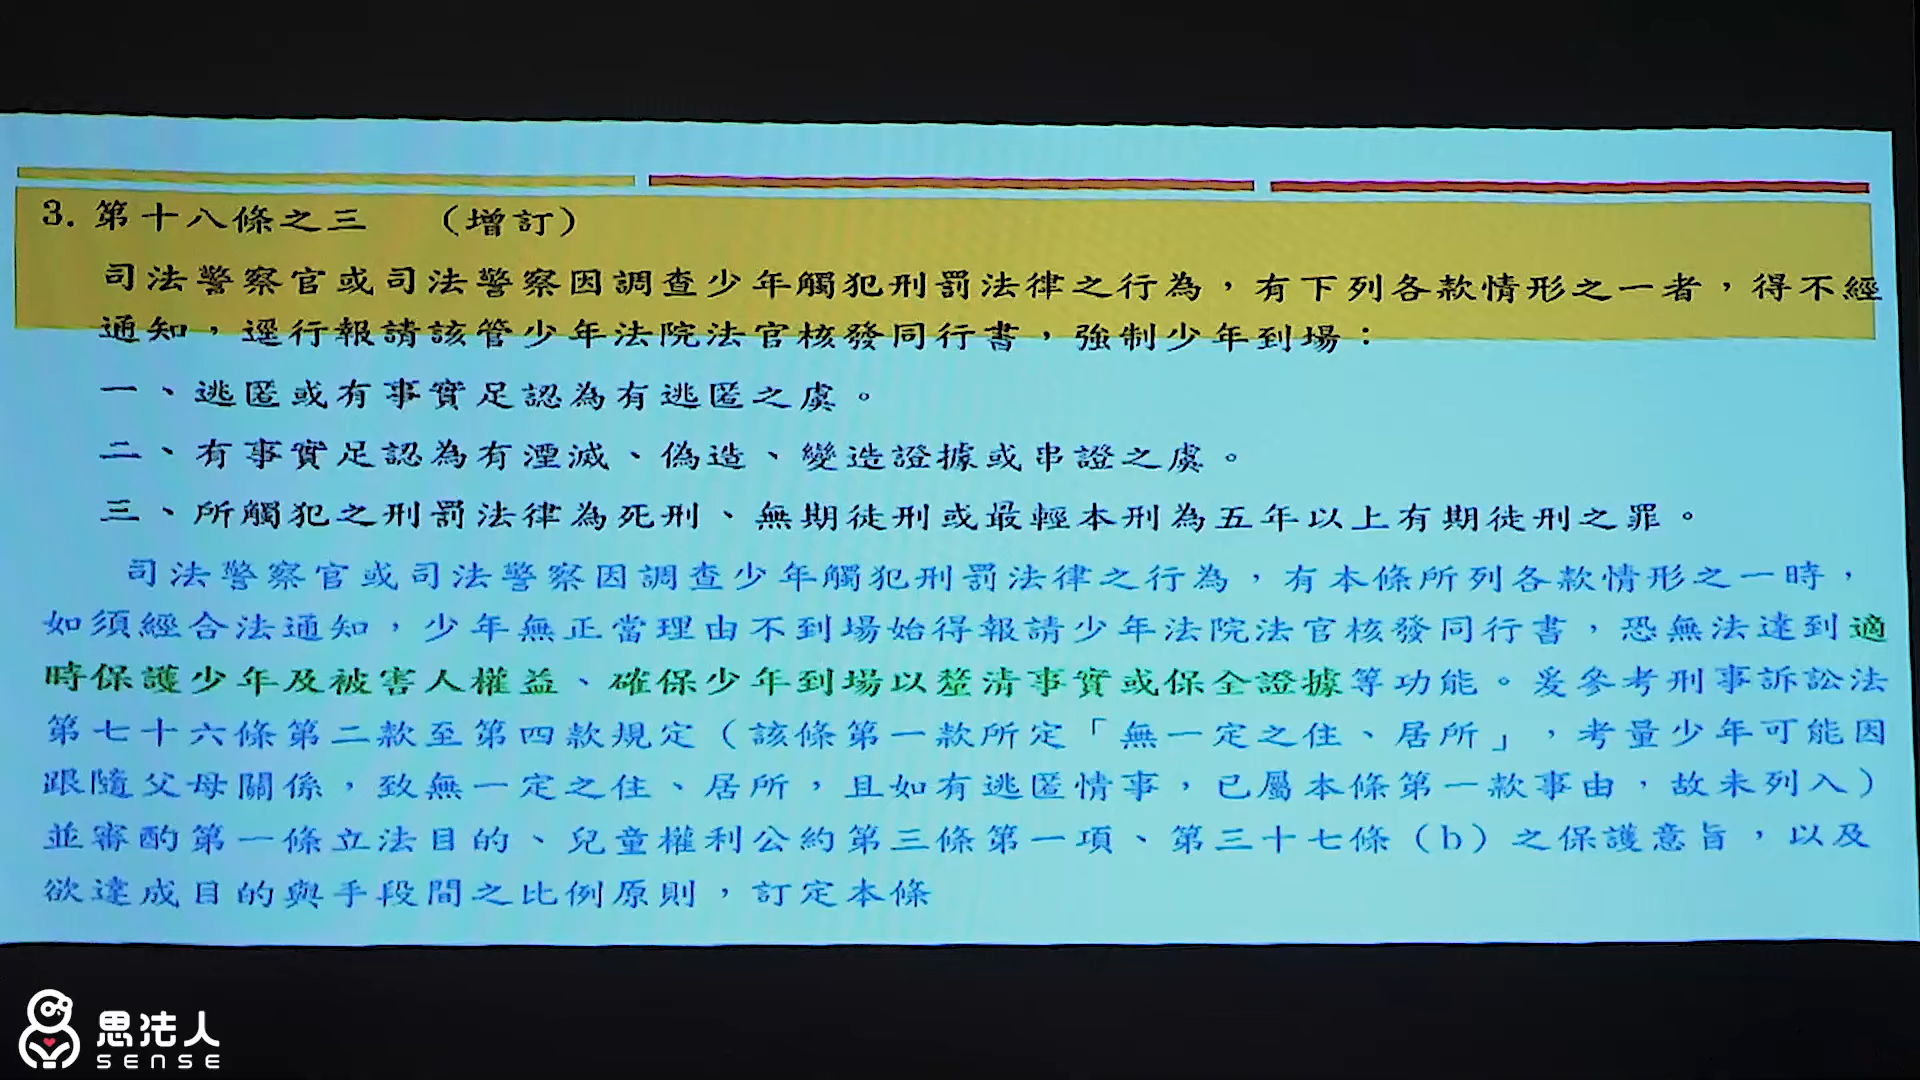 3. 第十八條之三　（增訂）
司法警察官或司法警察因調查少年觸犯刑罰法律之行為，有下列各款情形之一者，得不經
通知，逕行報請該管少年法院法官核發同行書，強制少年到場：
一、逃匿或有事實足認為有逃匿之虞。
二、有事實足認為有湮滅、偽造、變造證據或串證之虞。
三、所觸犯之刑罰法律為死刑、無期徒刑或最輕本刑為五年以上有期徒刑之罪。
司法警察官或司法警察因調查少年觸犯刑罰法律之行為，有本條所列各款情形之一時，
如須經合法通知，少年無正當理由不到場始得報請少年法院法官核發同行書，恐無法達到適
時保護少年及被害人權益、確保少年到場以釐清事實或保全證據等功能。爰參考刑事訴訟法
第七十六條第二款至第四款規定（該條第一款所定「無一定之住、居所」，考量少年可能因
跟隨父母關係，致無一定之住、居所，且如有逃匿情事，已屬本條第一款事由，故未列入）
並審酌第一條立法目的、兒童權利公約第三條第一項、第三十七條（b）之保護意旨，以及
欲達成目的與手段間之比例原則，訂定本條
思法人
SENSE